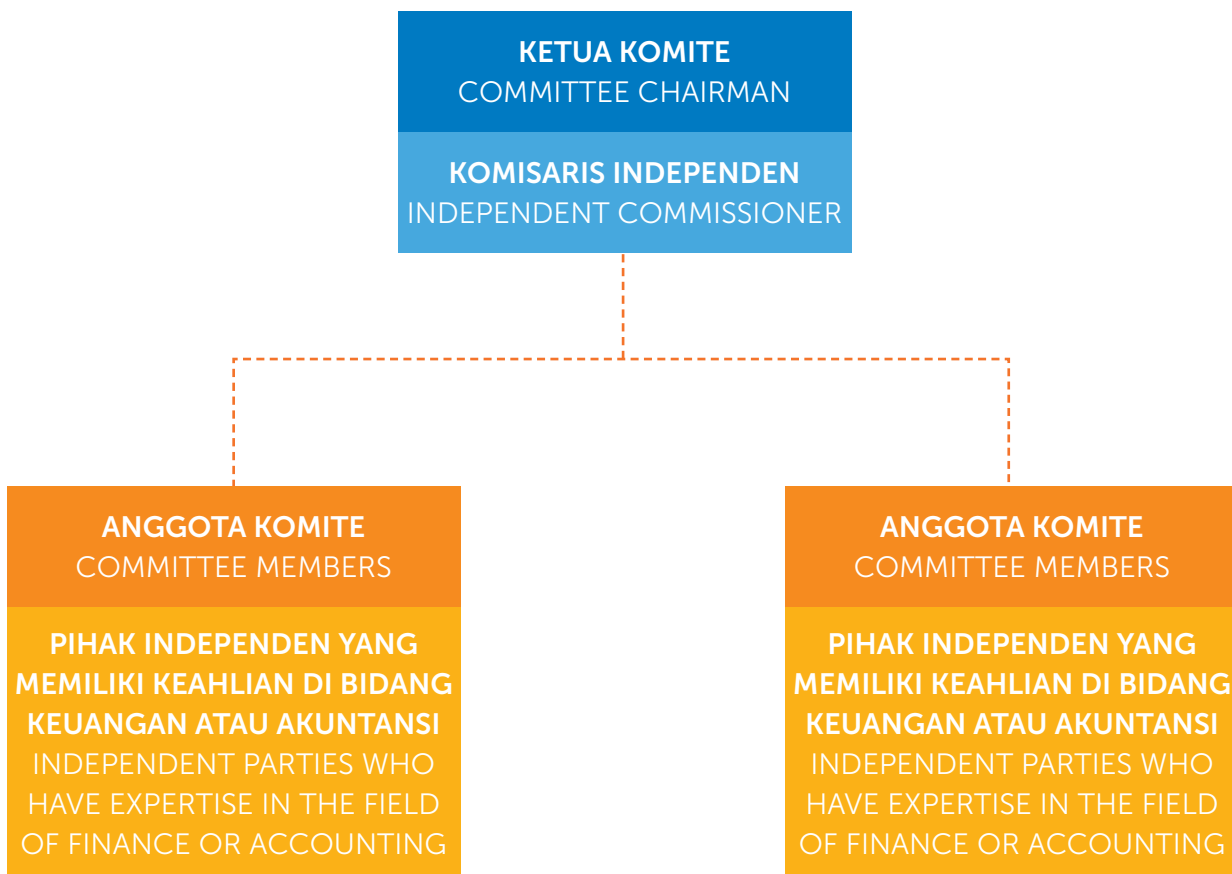 KETUA KOMITE
COMMITTEE CHAIRMAN
KOMISARIS INDEPENDEN
INDEPENDENT COMMISSIONER
ANGGOTA KOMITE
COMMITTEE MEMBERS
PIHAK INDEPENDEN YANG
MEMILIKI KEAHLIAN DI BIDANG
KEUANGAN ATAU AKUNTANSI
INDEPENDENT PARTIES WHO
HAVE EXPERTISE IN THE FIELD
OF FINANCE OR ACCOUNTING
ANGGOTA KOMITE
COMMITTEE MEMBERS
PIHAK INDEPENDEN YANG
MEMILIKI KEAHLIAN DI BIDANG
KEUANGAN ATAU AKUNTANSI
INDEPENDENT PARTIES WHO
HAVE EXPERTISE IN THE FIELD
OF FINANCE OR ACCOUNTING